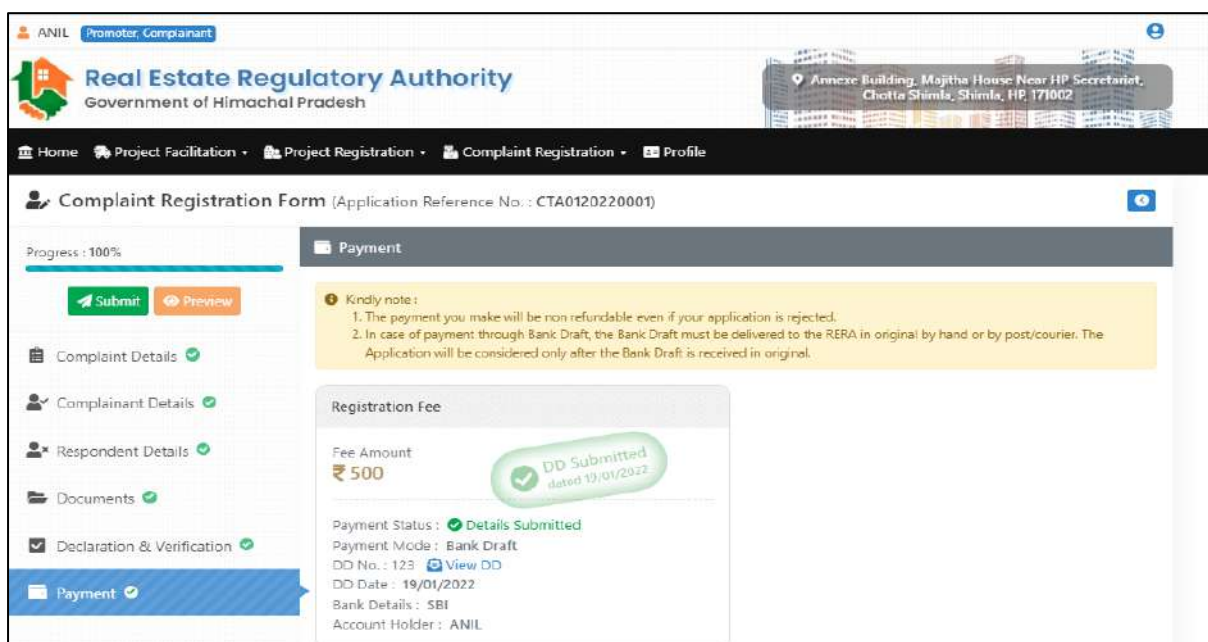 ANIL Promoter, Complainant
Real Estate Regulatory Authority
Government of Himachal Pradesh
Annexe Building, Majitha House Near HP Secretariat,
Chotta Shimla, Shimla, HP, 171002
Home Project Facilitation Project Registration Complaint Registration Profile
Complaint Registration Form (Application Reference No. : CTA0120220001)
Progress : 100%
Submit Preview
Complaint Details
Complainant Details
Respondent Details
Documents
Declaration & Verification
Payment
Payment
Kindly note :
1. The payment you make will be non refundable even if your application is rejected.
2. In case of payment through Bank Draft, the Bank Draft must be delivered to the RERA in original by hand or by post/courier. The
Application will be considered only after the Bank Draft is received in original.
Registration Fee
Fee Amount
₹ 500
DD Submitted
dated 19/01/2022
Payment Status : Details Submitted
Payment Mode : Bank Draft
DD No. : 123 View DD
DD Date : 19/01/2022
Bank Details : SBI
Account Holder : ANIL